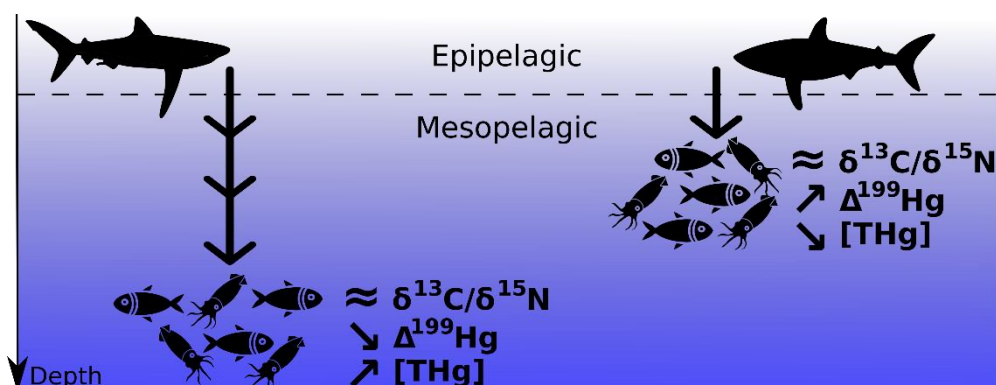 Epipelagic
Mesopelagic
≈ δ¹³C/δ¹⁵N
↗ Δ¹⁹⁹Hg
↘ [THg]
≈ δ¹³C/δ¹⁵N
↘ Δ¹⁹⁹Hg
↗ [THg]
Depth